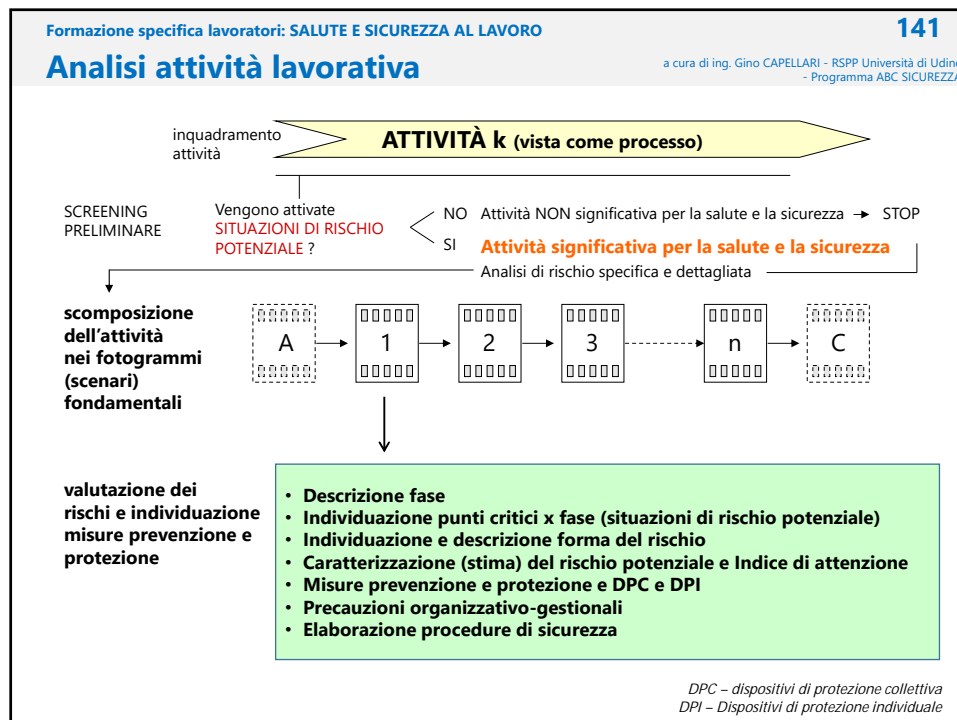 Formazione specifica lavoratori: SALUTE E SICUREZZA AL LAVORO
141
Analisi attività lavorativa
a cura di ing. Gino CAPELLARI - RSPP Università di Udine
- Programma ABC SICUREZZA
inquadramento
attività
ATTIVITÀ k (vista come processo)
SCREENING
PRELIMINARE
Vengono attivate
SITUAZIONI DI RISCHIO
POTENZIALE ?
NO Attività NON significativa per la salute e la sicurezza STOP
SI Attività significativa per la salute e la sicurezza
Analisi di rischio specifica e dettagliata
scomposizione
dell'attività
nei fotogrammi
(scenari)
fondamentali
A 1 2 3 n C
valutazione dei
rischi e individuazione
misure prevenzione e
protezione
• Descrizione fase
• Individuazione punti critici x fase (situazioni di rischio potenziale)
• Individuazione e descrizione forma del rischio
• Caratterizzazione (stima) del rischio potenziale e Indice di attenzione
• Misure prevenzione e protezione e DPC e DPI
• Precauzioni organizzativo-gestionali
• Elaborazione procedure di sicurezza
DPC – dispositivi di protezione collettiva
DPI – Dispositivi di protezione individuale